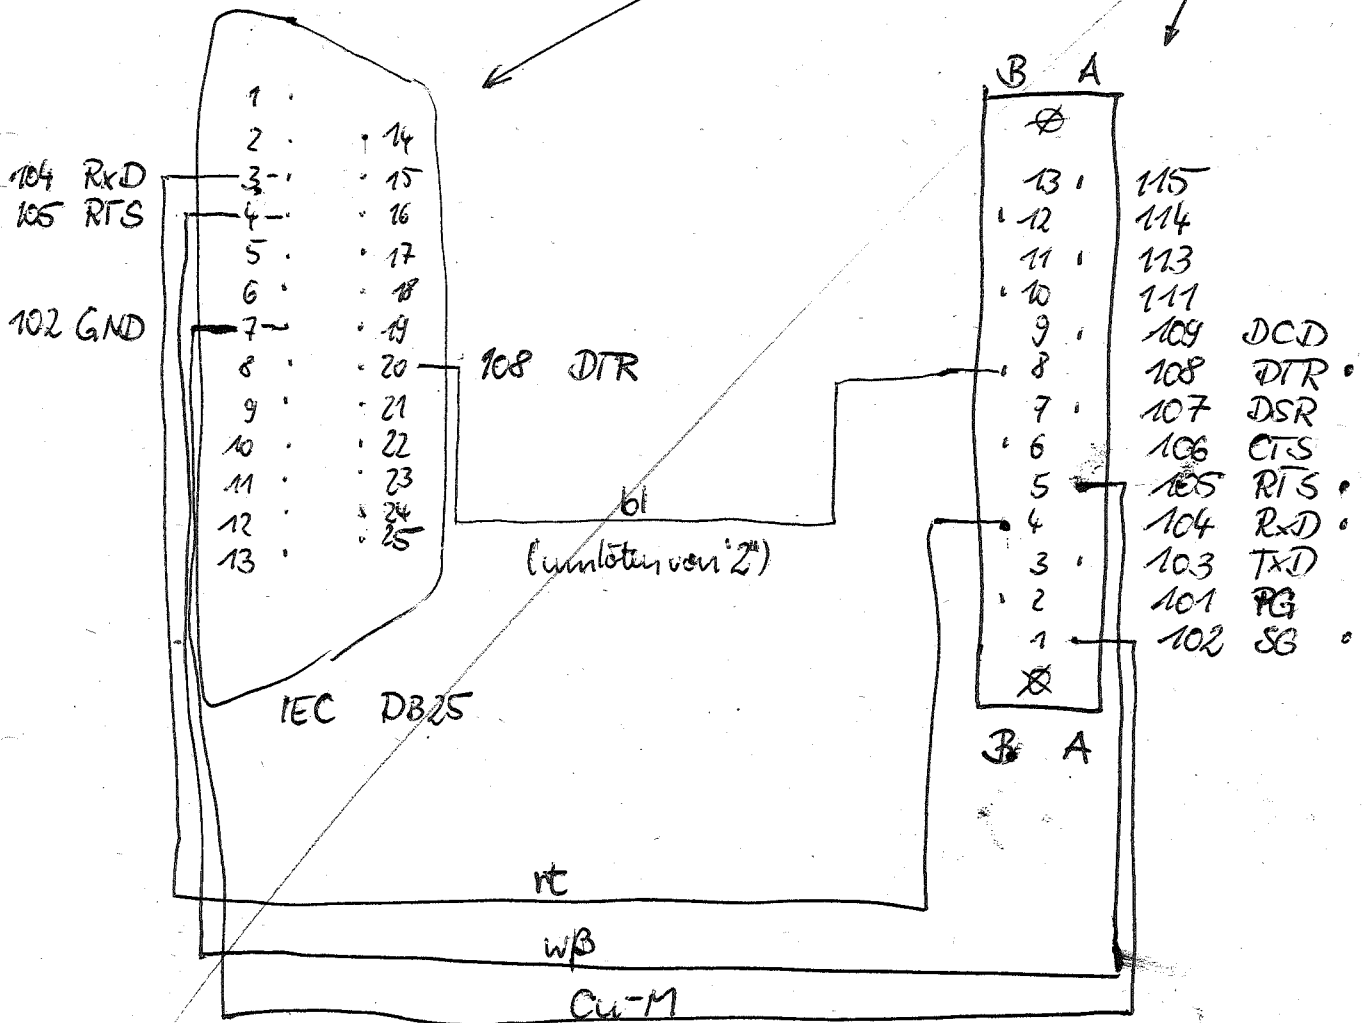 B A
1
2 14
104 RxD 3 15
105 RTS 4 16
5 17
6 18
102 GND 7 19
8 20 108 DTR
9 21
10 22
11 23
12 24
25
13
13 115
12 114
11 113
10 111
9 109 DCD
8 108 DTR
7 107 DSR
6 106 CTS
5 105 RTS
4 104 RxD
3 103 TxD
2 101 PG
1 102 SG
B A
bl
(umlöten von "2")
IEC DB25
rt
wß
Cu-M